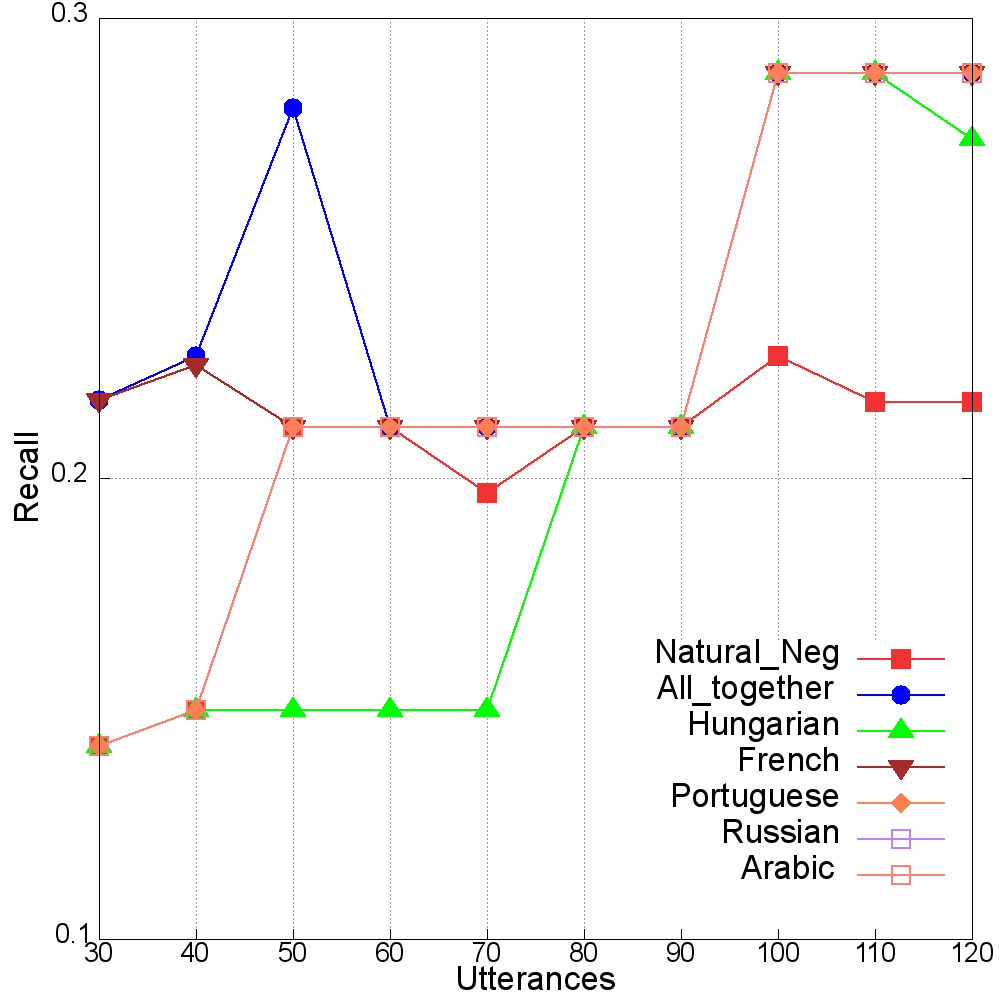 0.3
0.2
0.1
Recall
30 40 50 60 70 80 90 100 110 120
Utterances
Natural_Neg
All_together
Hungarian
French
Portuguese
Russian
Arabic